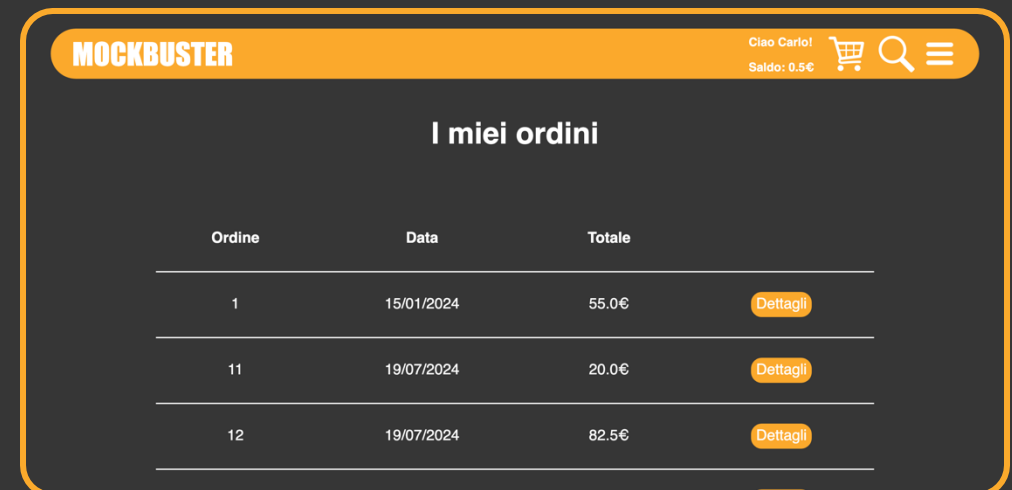 MOCKBUSTER
Ciao Carlo!
Saldo: 0.5€
I miei ordini
Ordine Data Totale
1 15/01/2024 55.0€ Dettagli
11 19/07/2024 20.0€ Dettagli
12 19/07/2024 82.5€ Dettagli